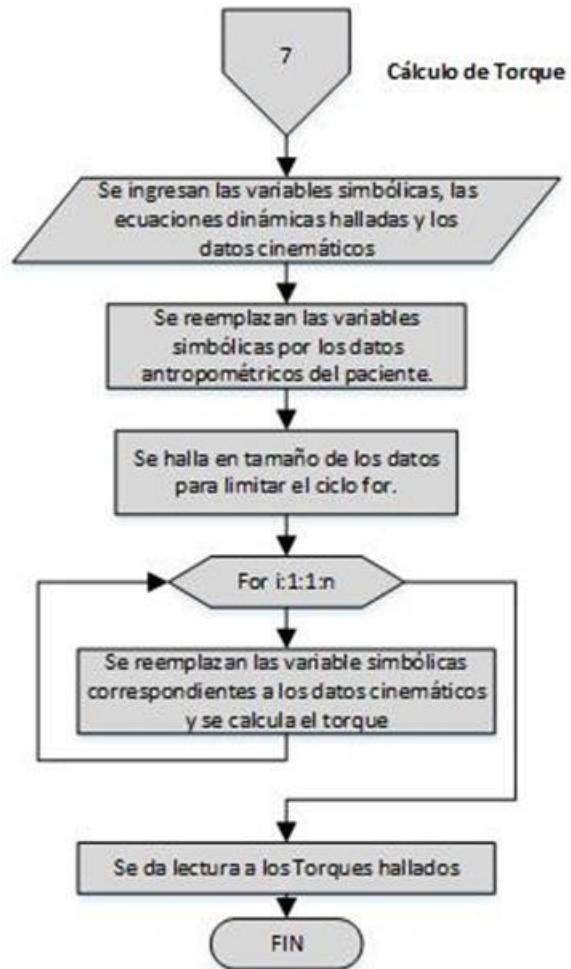 7
Cálculo de Torque
Se ingresan las variables simbólicas, las
ecuaciones dinámicas halladas y los
datos cinemáticos
Se reemplazan las variables
simbólicas por los datos
antropométricos del paciente.
Se halla en tamaño de los datos
para limitar el ciclo for.
For i:1:1:n
Se reemplazan las variable simbólicas
correspondientes a los datos cinemáticos
y se calcula el torque
Se da lectura a los Torques hallados
FIN